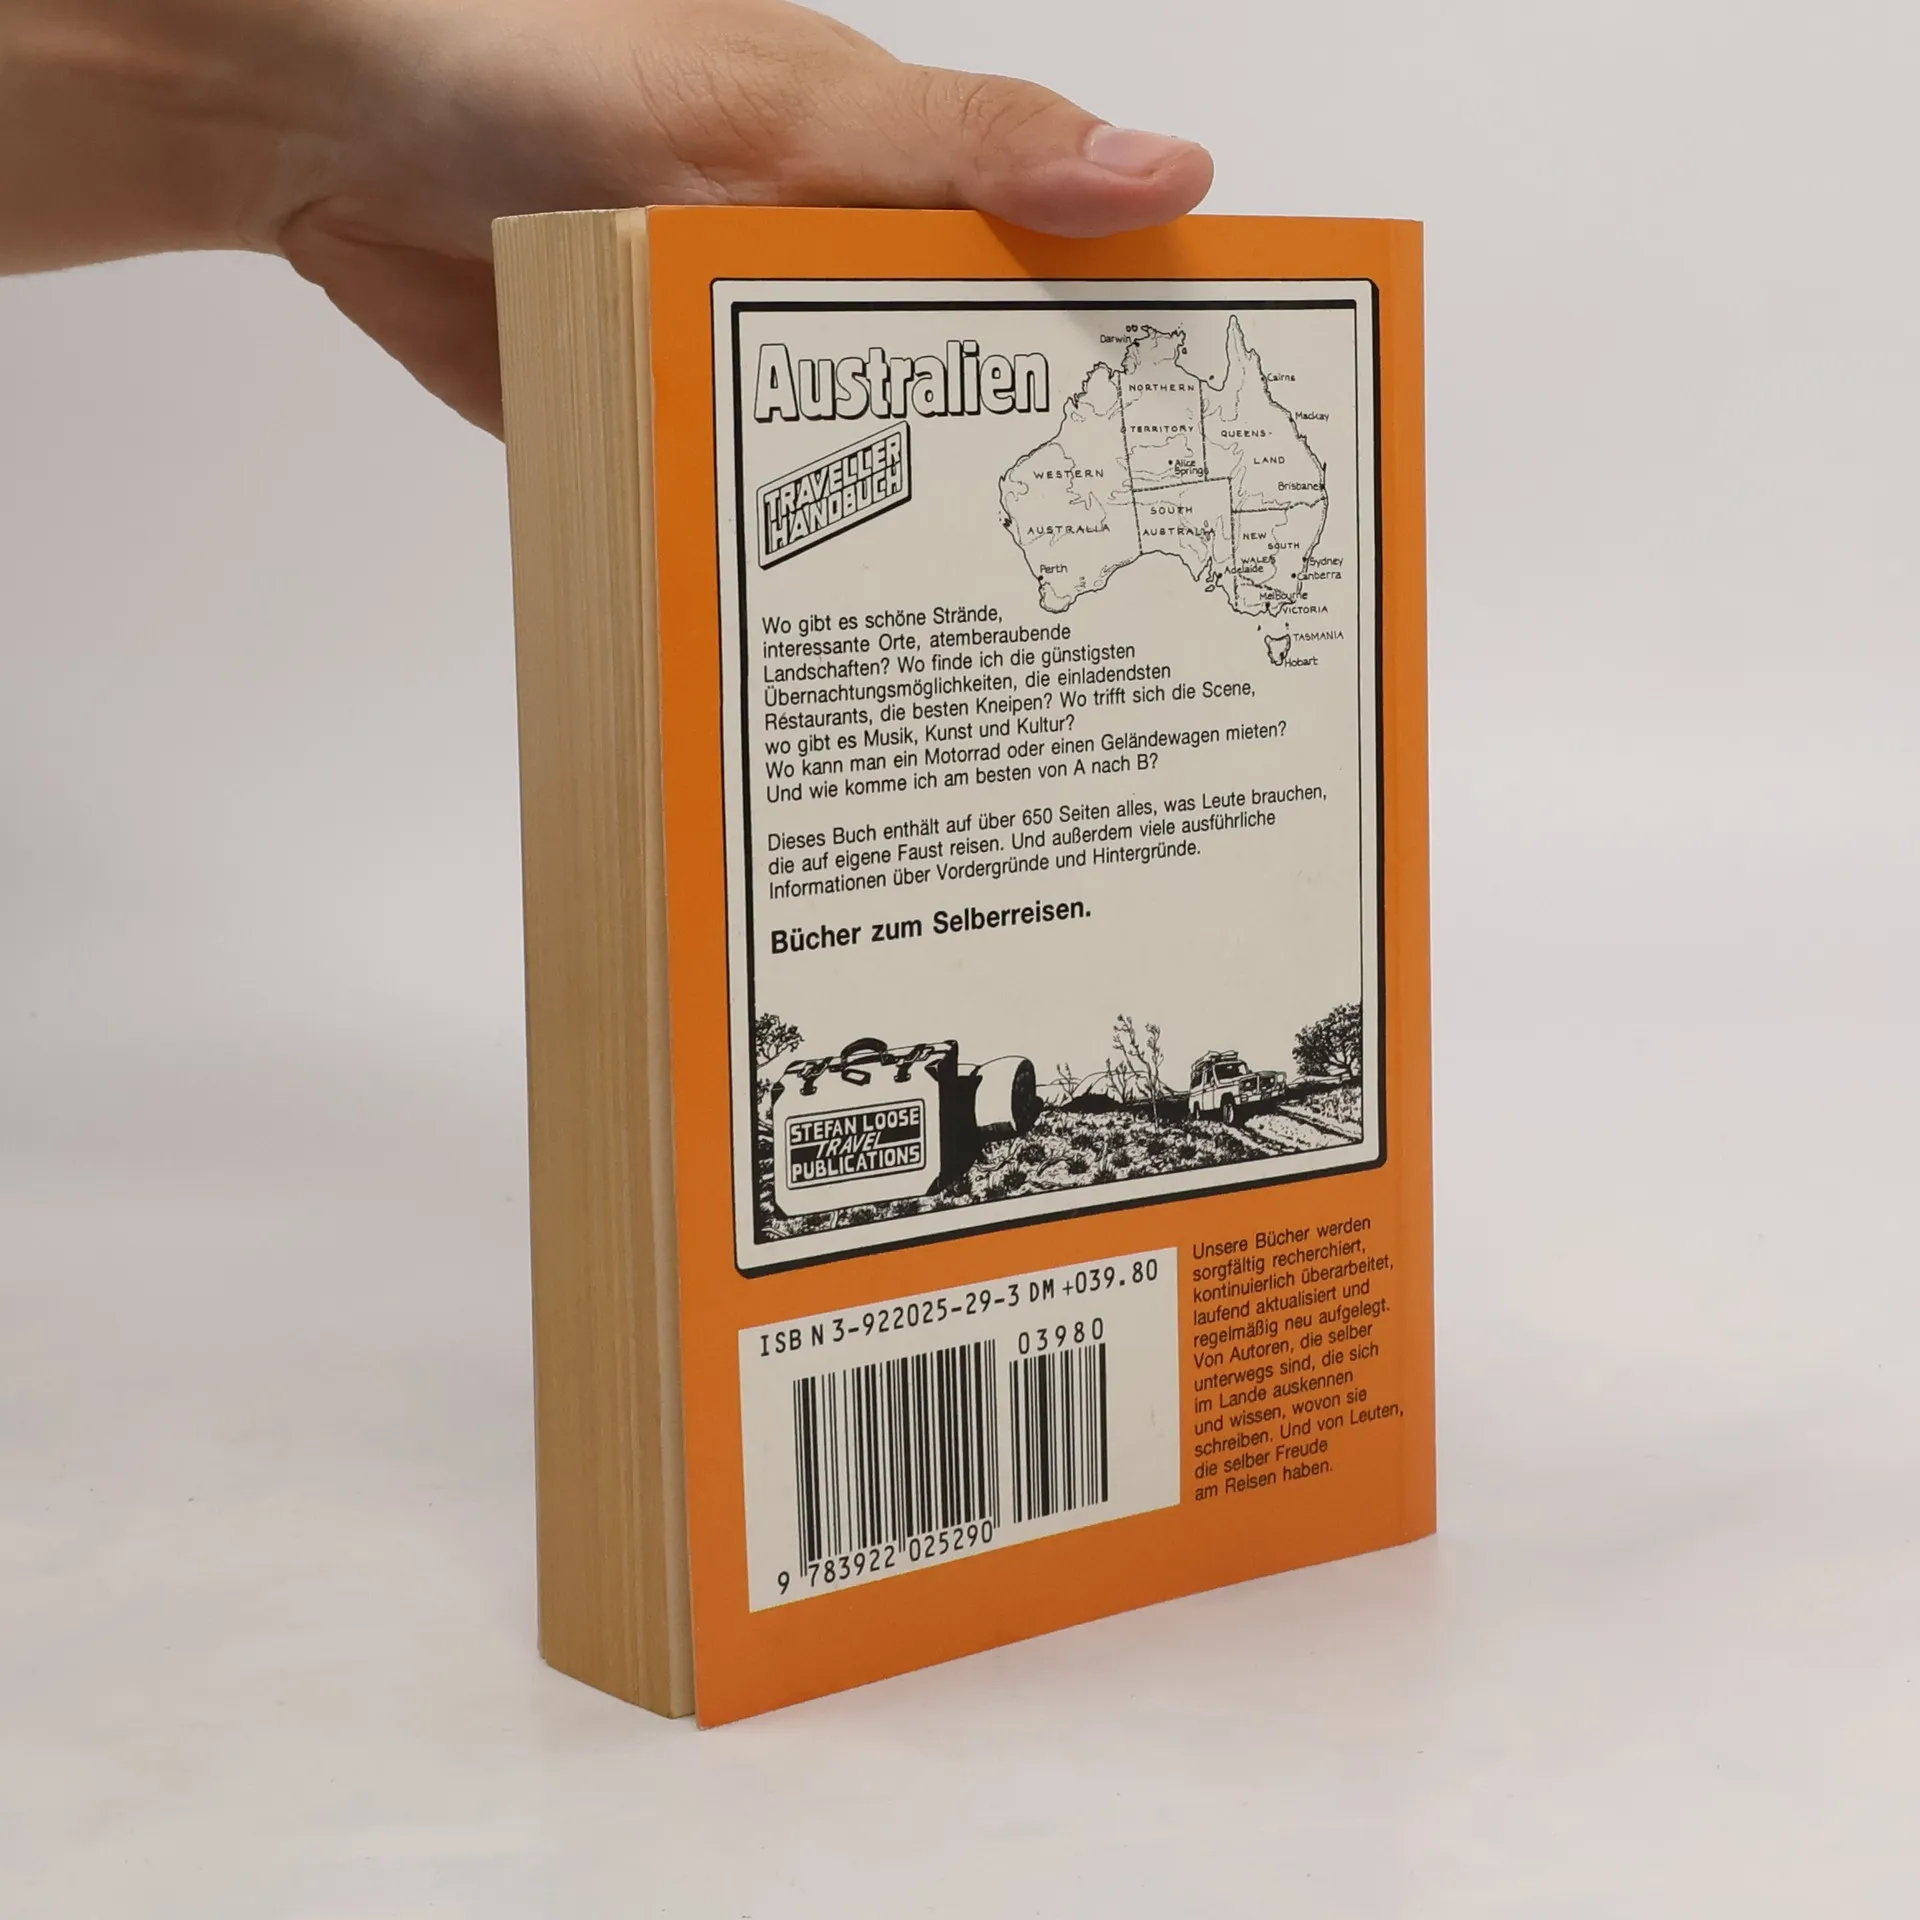 Australien
TRAVELLER
HANDBUCH
Darwin
NORTHERN
TERRITORY
Alice
Springs
WESTERN
AUSTRALIA
SOUTH
AUSTRALIA
QUEENS-
LAND
Cairns
Mackay
Brisbane
NEW
SOUTH
WALES
Sydney
Canberra
Adelaide
Melbourne
VICTORIA
TASMANIA
Hobart
Perth
Wo gibt es schöne Strände,
interessante Orte, atemberaubende
Landschaften? Wo finde ich die günstigsten
Übernachtungsmöglichkeiten, die einladendsten
Réstaurants, die besten Kneipen? Wo trifft sich die Scene,
wo gibt es Musik, Kunst und Kultur?
Wo kann man ein Motorrad oder einen Geländewagen mieten?
Und wie komme ich am besten von A nach B?
Dieses Buch enthält auf über 650 Seiten alles, was Leute brauchen,
die auf eigene Faust reisen. Und außerdem viele ausführliche
Informationen über Vordergründe und Hintergründe.
Bücher zum Selberreisen.
STEFAN LOOSE
TRAVEL
PUBLICATIONS
ISBN 3-922025-29-3 DM +039.80
03980
9 783922 025290
Unsere Bücher werden
sorgfältig recherchiert,
kontinuierlich überarbeitet,
laufend aktualisiert und
regelmäßig neu aufgelegt.
Von Autoren, die selber
unterwegs sind, die sich
im Lande auskennen
und wissen, wovon sie
schreiben. Und von Leuten,
die selber Freude
am Reisen haben.